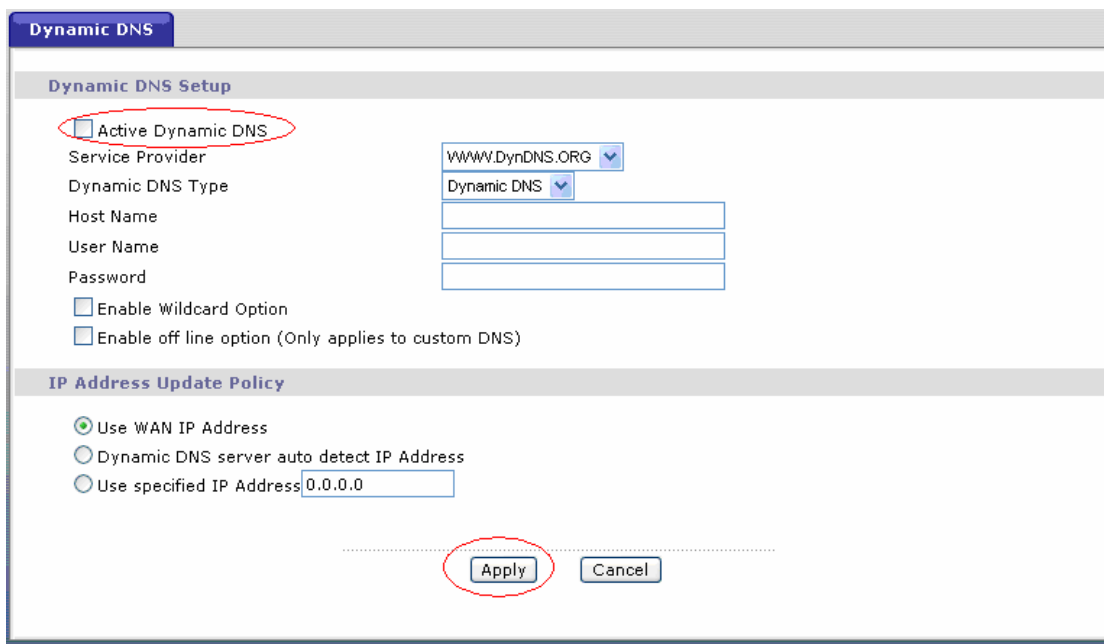 Dynamic DNS
Dynamic DNS Setup
Active Dynamic DNS
Service Provider WWW.DynDNS.ORG
Dynamic DNS Type Dynamic DNS
Host Name
User Name
Password
Enable Wildcard Option
Enable off line option (Only applies to custom DNS)
IP Address Update Policy
Use WAN IP Address
Dynamic DNS server auto detect IP Address
Use specified IP Address 0.0.0.0
Apply Cancel